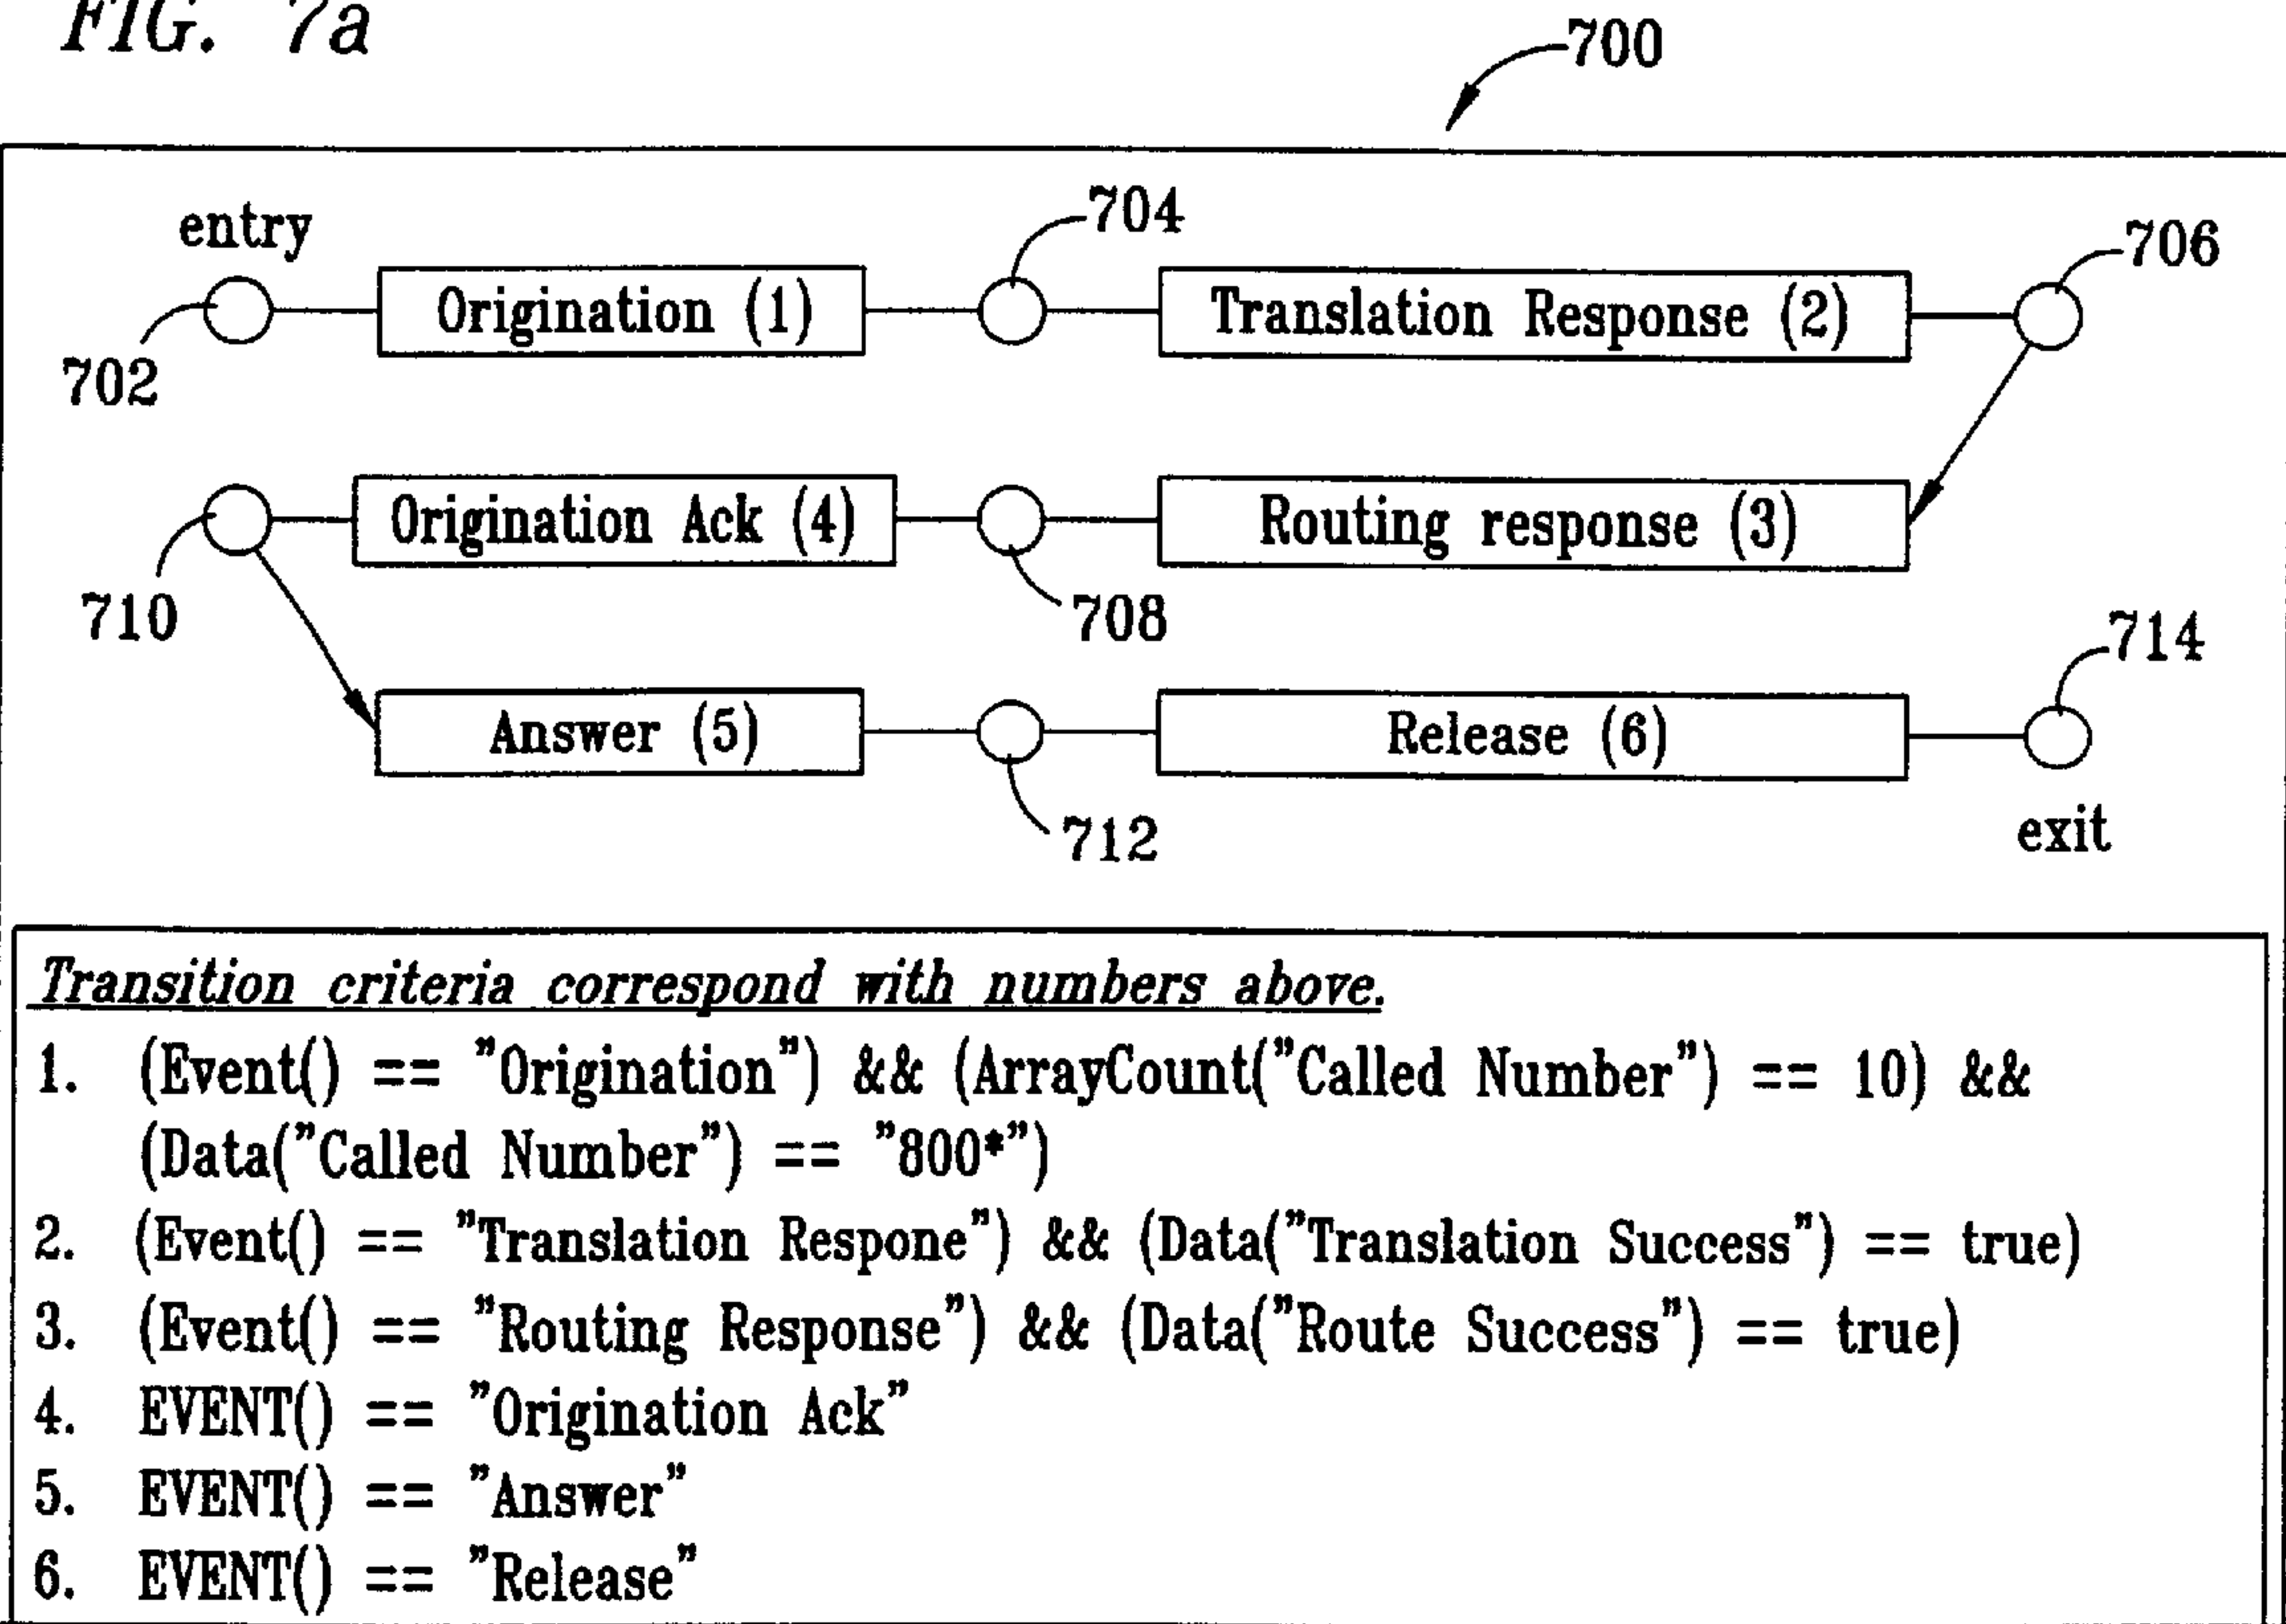 FIG. 7a
700
entry
704
706
Origination (1)
Translation Response (2)
702
Origination Ack (4)
Routing response (3)
710
708
714
Answer (5)
Release (6)
712
exit
Transition criteria correspond with numbers above.
1. (Event() == "Origination") && (ArrayCount("Called Number") == 10) &&
(Data("Called Number") == "800*")
2. (Event() == "Translation Respone") && (Data("Translation Success") == true)
3. (Event() == "Routing Response") && (Data("Route Success") == true)
4. EVENT() == "Origination Ack"
5. EVENT() == "Answer"
6. EVENT() == "Release"